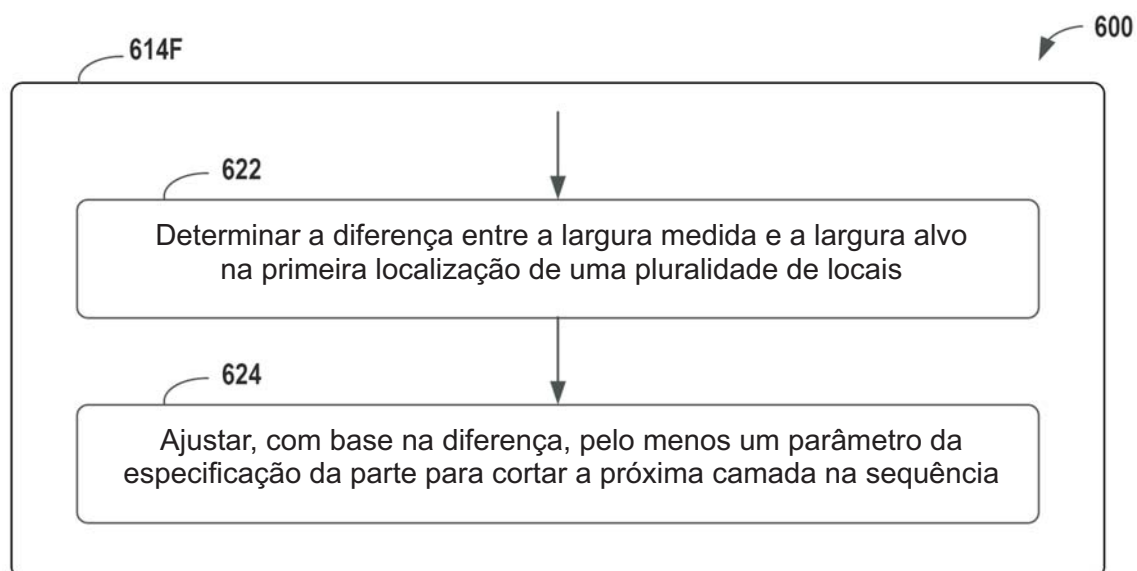 600
614F
622
Determinar a diferença entre a largura medida e a largura alvo
na primeira localização de uma pluralidade de locais
624
Ajustar, com base na diferença, pelo menos um parâmetro da
especificação da parte para cortar a próxima camada na sequência